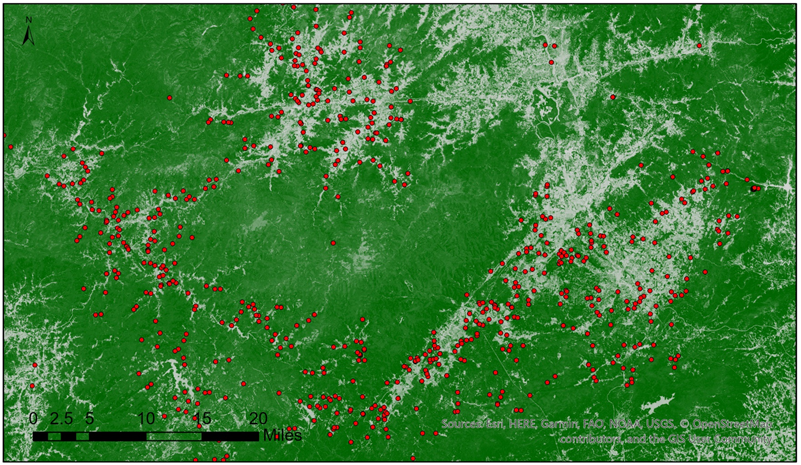 N
0 2.5 5 10 15 20
Miles
Sources: Esri, HERE, Garmin, FAO, NOAA, USGS, © OpenStreetMap
contributors, and the GIS User Community